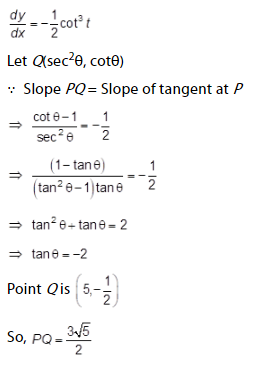 dy/dx = -1/2 cot³ t
Let Q(sec²θ, cotθ)
∵ Slope PQ = Slope of tangent at P
⇒ (cot θ – 1)/(sec² θ) = -1/2
⇒ (1 – tan θ)/((tan² θ – 1) tan θ) = -1/2
⇒ tan² θ + tan θ = 2
⇒ tan θ = –2
Point Q is (5, -1/2)
So, PQ = 3√5/2